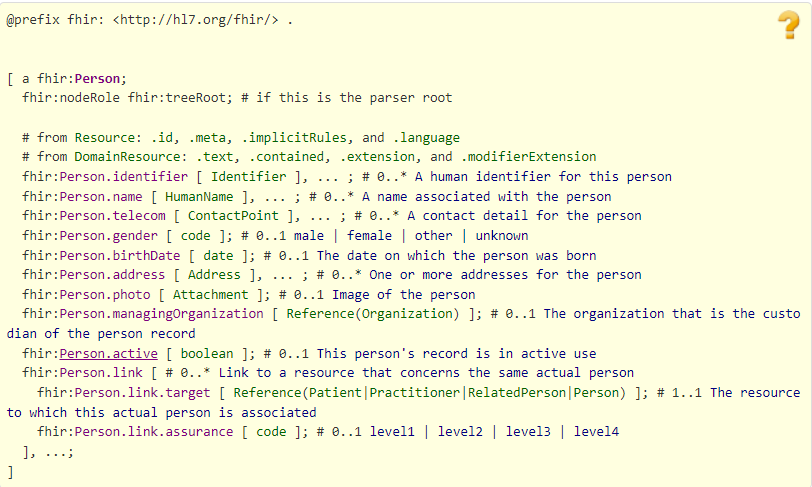 @prefix fhir: <http://hl7.org/fhir/> .
[ a fhir:Person;
fhir:nodeRole fhir:treeRoot; # if this is the parser root
# from Resource: .id, .meta, .implicitRules, and .language
# from DomainResource: .text, .contained, .extension, and .modifierExtension
fhir:Person.identifier [ Identifier ], ... ; # 0..* A human identifier for this person
fhir:Person.name [ HumanName ], ... ; # 0..* A name associated with the person
fhir:Person.telecom [ ContactPoint ], ... ; # 0..* A contact detail for the person
fhir:Person.gender [ code ]; # 0..1 male | female | other | unknown
fhir:Person.birthDate [ date ]; # 0..1 The date on which the person was born
fhir:Person.address [ Address ], ... ; # 0..* One or more addresses for the person
fhir:Person.photo [ Attachment ]; # 0..1 Image of the person
fhir:Person.managingOrganization [ Reference(Organization) ]; # 0..1 The organization that is the custo
dian of the person record
fhir:Person.active [ boolean ]; # 0..1 This person's record is in active use
fhir:Person.link [ # 0..* Link to a resource that concerns the same actual person
fhir:Person.link.target [ Reference(Patient|Practitioner|RelatedPerson|Person) ]; # 1..1 The resource
to which this actual person is associated
fhir:Person.link.assurance [ code ]; # 0..1 level1 | level2 | level3 | level4
], ...;
]